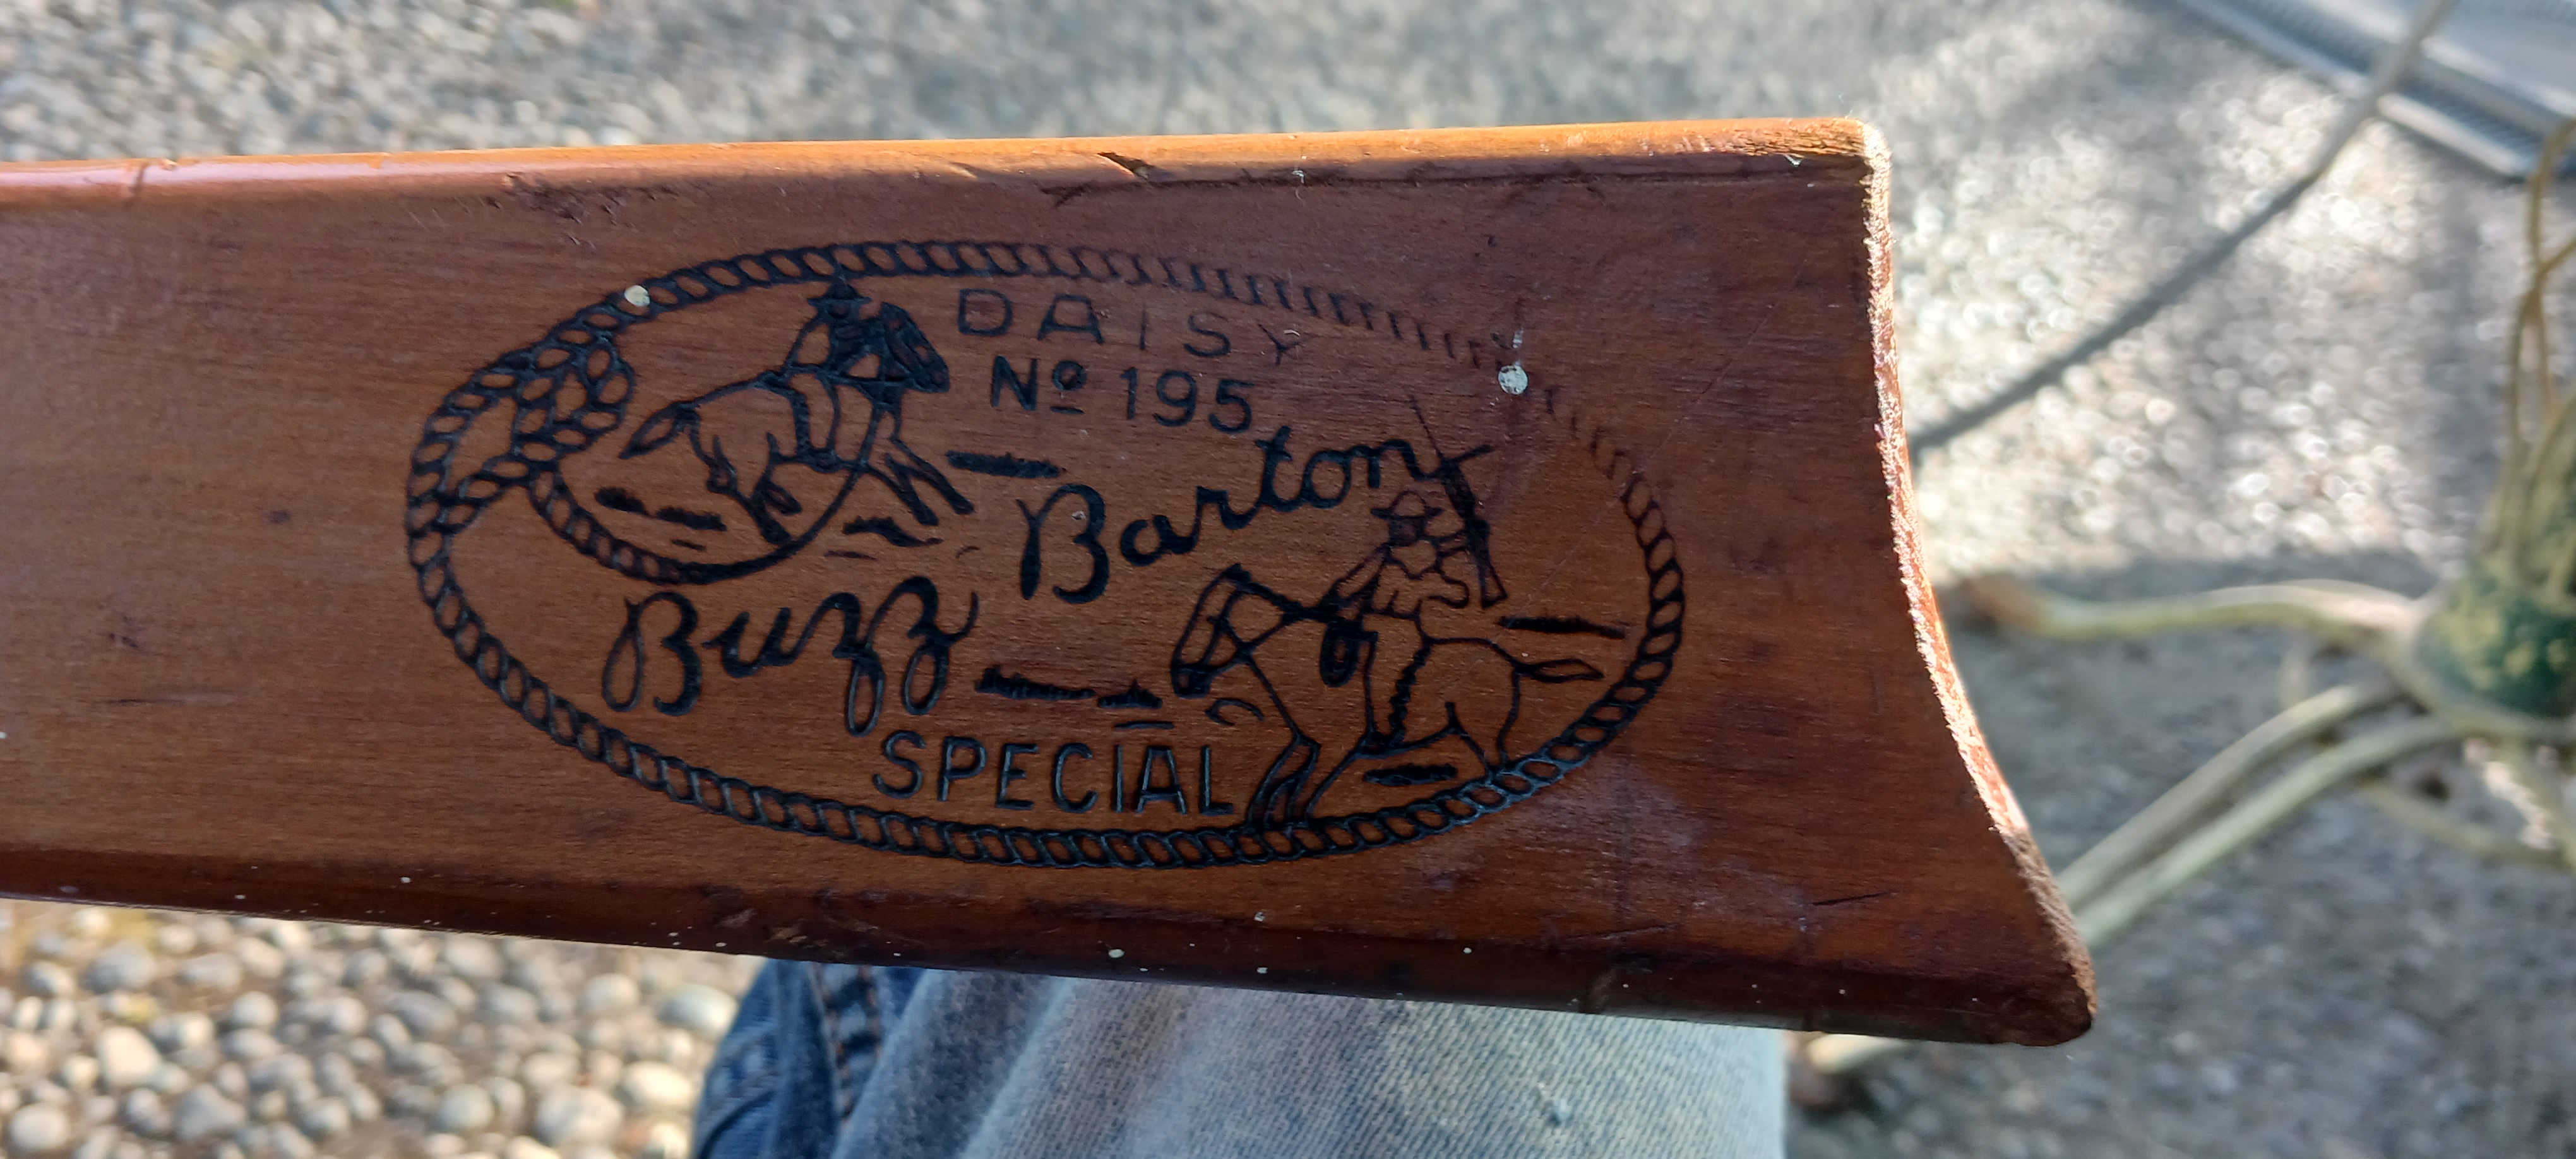 DAISY
Nº 195
Buzz Barton
SPECIAL